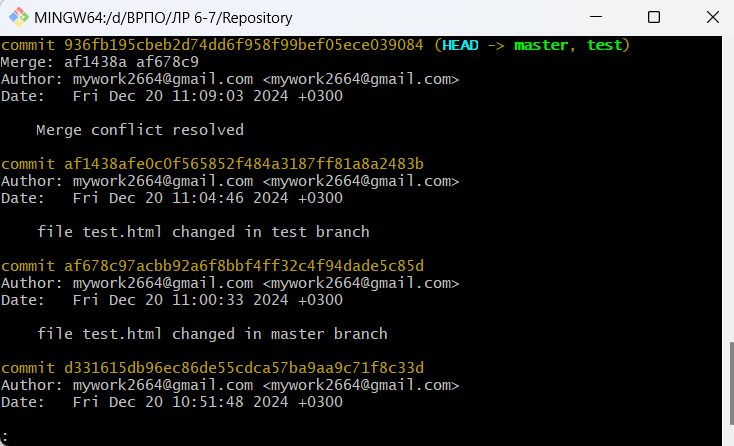 MINGW64:/d/ВРПО/ЛР 6-7/Repository
commit 936fb195cbeb2d74dd6f958f99bef05ece039084 (HEAD -> master, test)
Merge: af1438a af678c9
Author: mywork2664@gmail.com <mywork2664@gmail.com>
Date:   Fri Dec 20 11:09:03 2024 +0300
    Merge conflict resolved
commit af1438afe0c0f565852f484a3187ff81a8a2483b
Author: mywork2664@gmail.com <mywork2664@gmail.com>
Date:   Fri Dec 20 11:04:46 2024 +0300
    file test.html changed in test branch
commit af678c97acbb92a6f8bbf4ff32c4f94dade5c85d
Author: mywork2664@gmail.com <mywork2664@gmail.com>
Date:   Fri Dec 20 11:00:33 2024 +0300
    file test.html changed in master branch
commit d331615db96ec86de55cdca57ba9aa9c71f8c33d
Author: mywork2664@gmail.com <mywork2664@gmail.com>
Date:   Fri Dec 20 10:51:48 2024 +0300
: